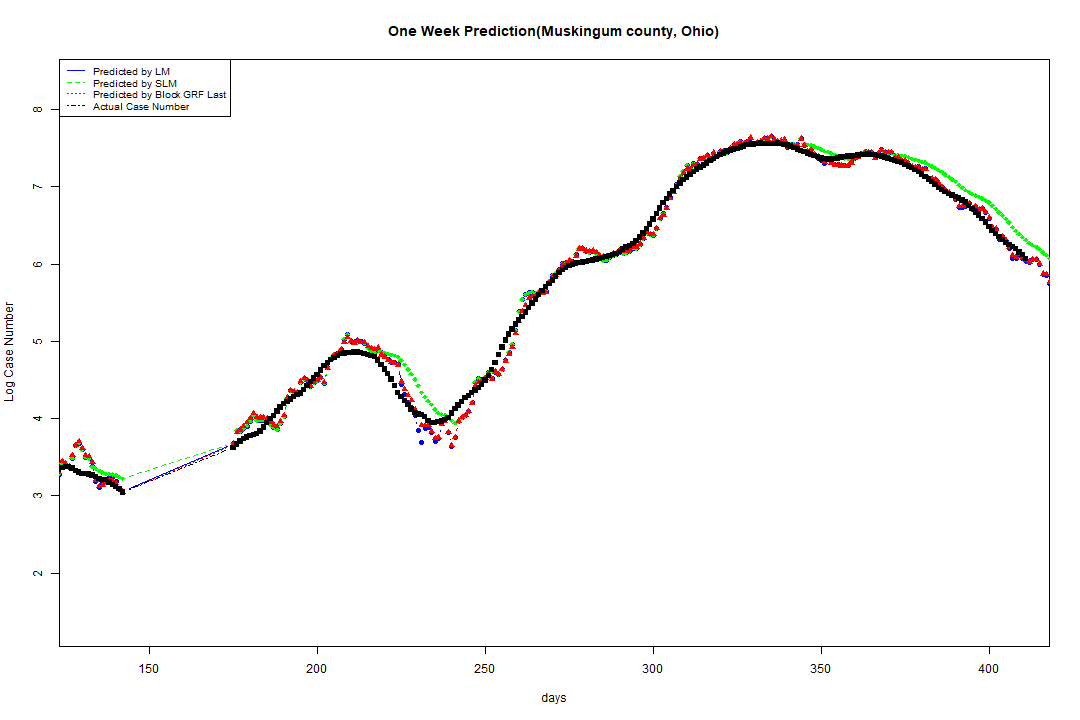 One Week Prediction(Muskingum county, Ohio)
Predicted by LM
Predicted by SLM
Predicted by Block GRF Last
Actual Case Number
8
7
6
5
4
3
2
Log Case Number
150 200 250 300 350 400
days